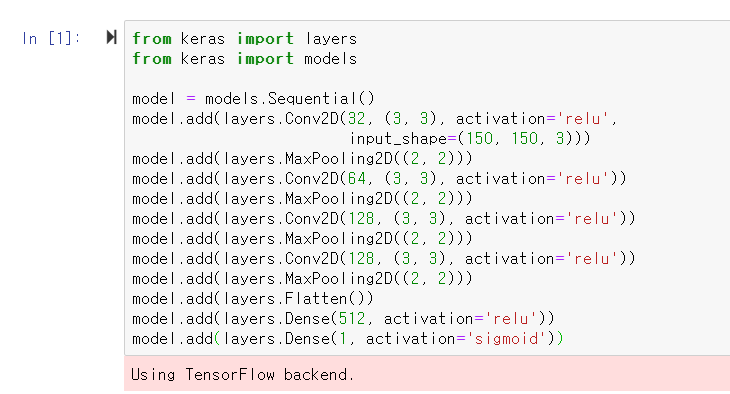 In [1]:
from keras import layers
from keras import models

model = models.Sequential()
model.add(layers.Conv2D(32, (3, 3), activation='relu',
                        input_shape=(150, 150, 3)))
model.add(layers.MaxPooling2D((2, 2)))
model.add(layers.Conv2D(64, (3, 3), activation='relu'))
model.add(layers.MaxPooling2D((2, 2)))
model.add(layers.Conv2D(128, (3, 3), activation='relu'))
model.add(layers.MaxPooling2D((2, 2)))
model.add(layers.Conv2D(128, (3, 3), activation='relu'))
model.add(layers.MaxPooling2D((2, 2)))
model.add(layers.Flatten())
model.add(layers.Dense(512, activation='relu'))
model.add(layers.Dense(1, activation='sigmoid'))
Using TensorFlow backend.